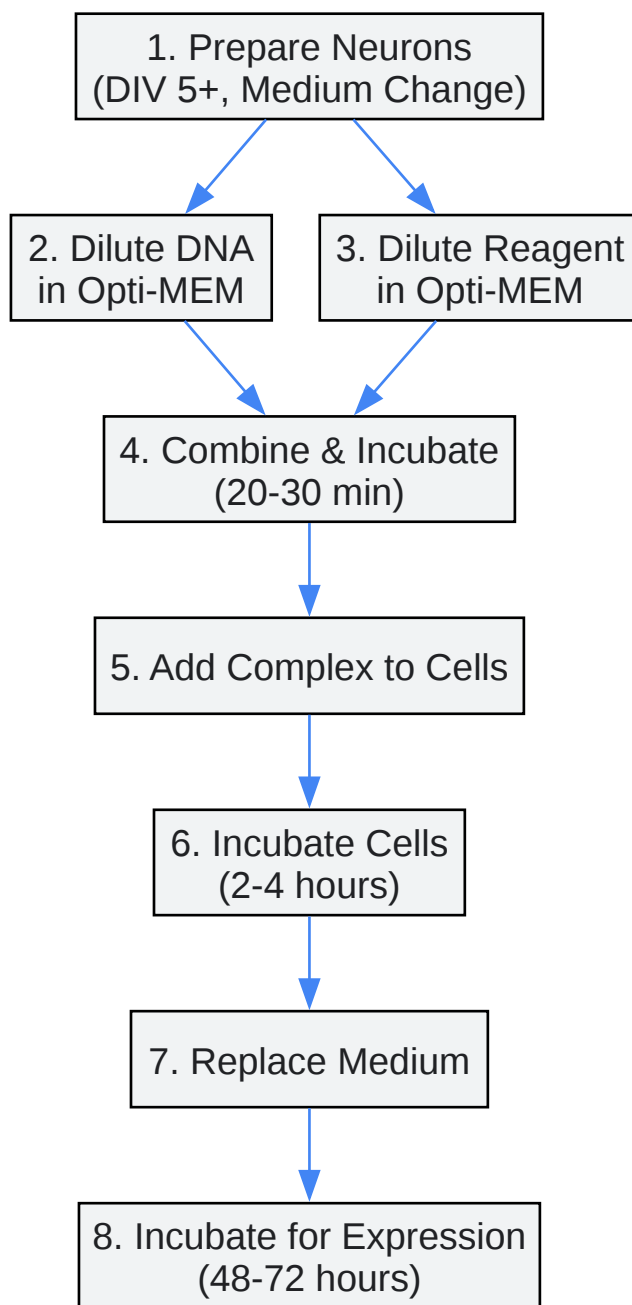 1. Prepare Neurons
(DIV 5+, Medium Change)
2. Dilute DNA
in Opti-MEM
3. Dilute Reagent
in Opti-MEM
4. Combine & Incubate
(20-30 min)
5. Add Complex to Cells
6. Incubate Cells
(2-4 hours)
7. Replace Medium
8. Incubate for Expression
(48-72 hours)